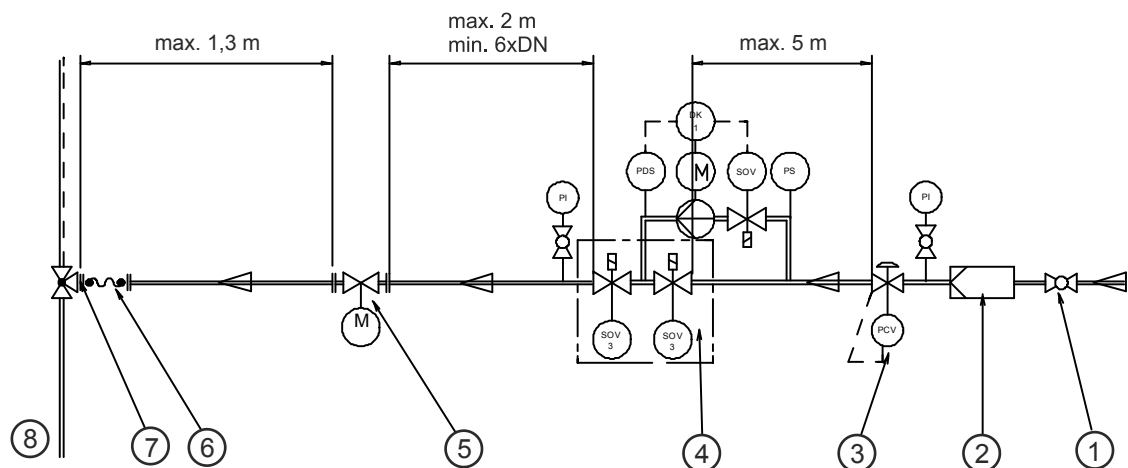 max. 1,3 m
max. 2 m
min. 6xDN
max. 5 m
DK
1
PDS
M
SOV
PS
PI
PI
M
SOV
3
SOV
3
PCV
8
7
6
5
4
3
2
1